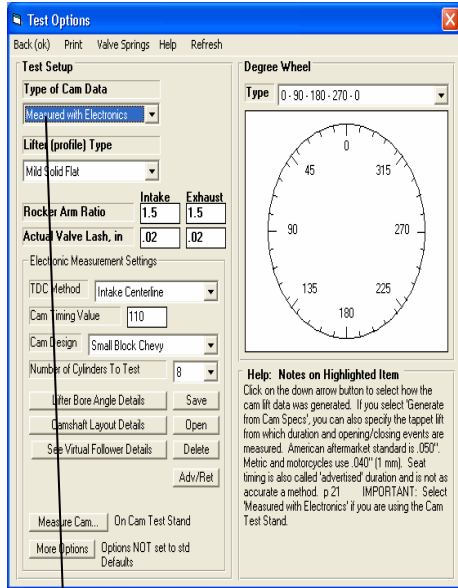 Test Options
Back (ok) Print Valve Springs Help Refresh
Test Setup
Type of Cam Data
Measured with Electronics
Lifter (profile) Type
Mild Solid Flat
Intake Exhaust
Rocker Arm Ratio 1.5 1.5
Actual Valve Lash, in .02 .02
Electronic Measurement Settings
TDC Method Intake Centerline
Cam Timing Value 110
Cam Design Small Block Chevy
Number of Cylinders To Test 8
Lifter Bore Angle Details Save
Camshaft Layout Details Open
See Virtual Follower Details Delete
Adv/Ret
Measure Cam... On Cam Test Stand
More Options Options NOT set to std
Defaults
Degree Wheel
Type 0 - 90 - 180 - 270 - 0
0
45 315
90 270
135 225
180
Help: Notes on Highlighted Item
Click on the down arrow button to select how the
cam lift data was generated. If you select 'Generate
from Cam Specs', you can also specify the tappet lift
from which duration and opening/closing events are
measured. American aftermarket standard is .050".
Metric and motorcycles use .040" (1 mm). Seat
timing is also called 'advertised' duration and is not as
accurate a method. p 21 IMPORTANT: Select
'Measured with Electronics' if you are using the Cam
Test Stand.